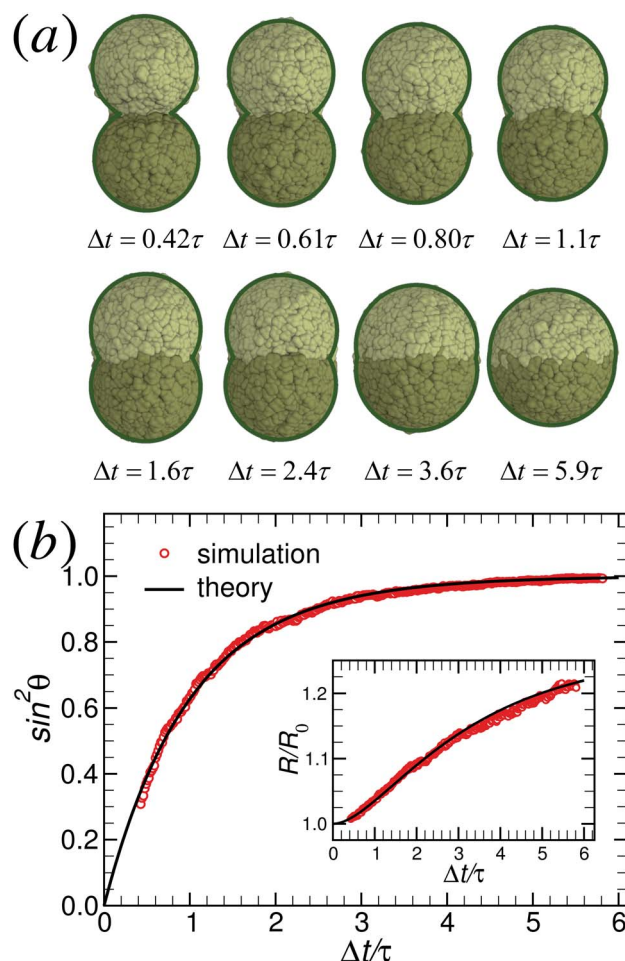 (a)
Δt = 0.42τ Δt = 0.61τ Δt = 0.80τ Δt = 1.1τ
Δt = 1.6τ Δt = 2.4τ Δt = 3.6τ Δt = 5.9τ
(b)
simulation
theory
1.0
0.8
0.6
0.4
0.2
0.0
sin²θ
0 1 2 3 4 5 6
Δt/τ
1.2
1.1
1.0
R/R₀
0 1 2 3 4 5 6
Δt/τ